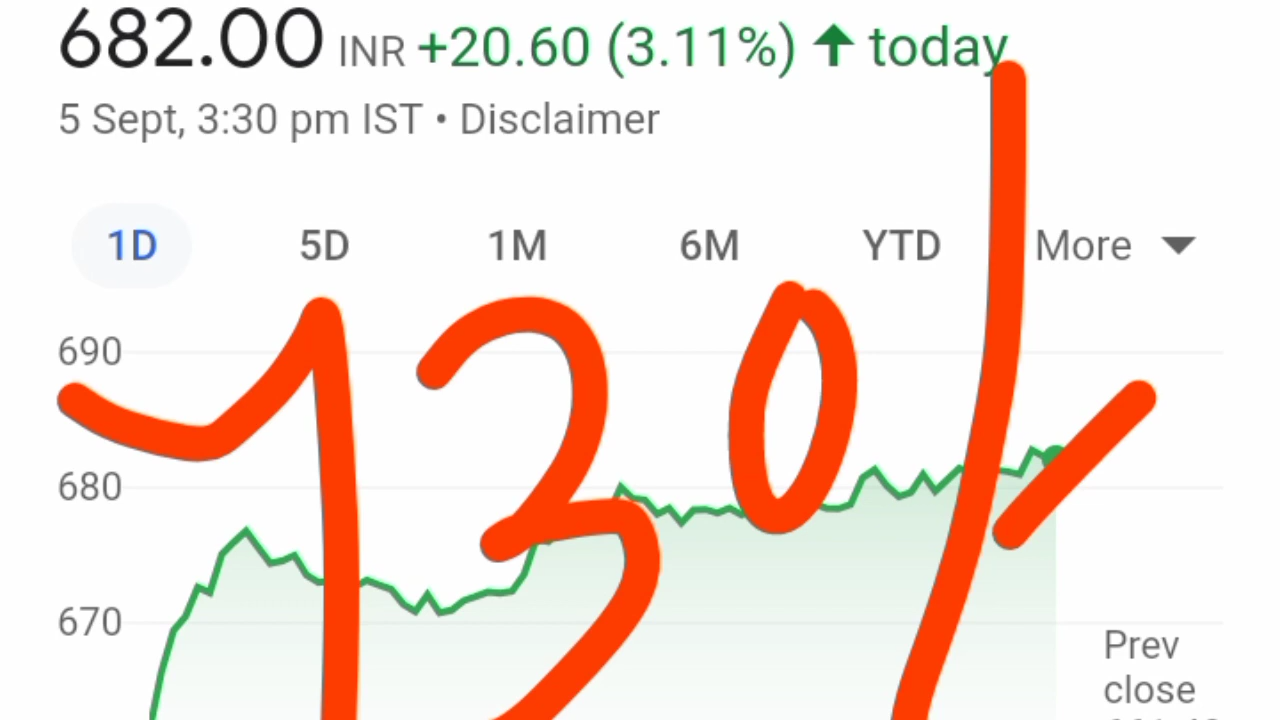 682.00 INR +20.60 (3.11%) ↑ today
5 Sept, 3:30 pm IST • Disclaimer
1D 5D 1M 6M YTD More
690
680
670
Prev
close